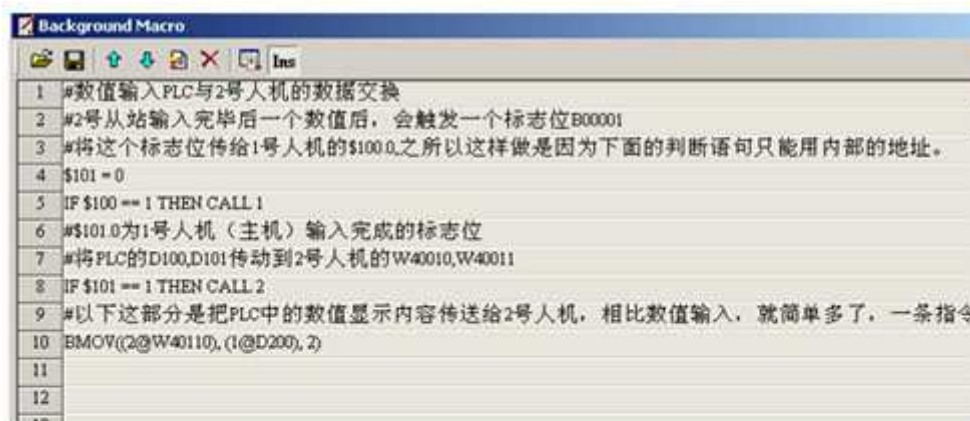 Background Macro
Ins
1 #数值输入PLC与2号人机的数据交换
2 #2号从站输入完毕后一个数值后，会触发一个标志位B00001
3 #将这个标志位传给1号人机的$100.0,之所以这样做是因为下面的判断语句只能用内部的地址。
4 $101 = 0
5 IF $100 == 1 THEN CALL 1
6 #$101.0为1号人机（主机）输入完成的标志位
7 #将PLC的D100,D101传动到2号人机的W40010,W40011
8 IF $101 == 1 THEN CALL 2
9 #以下这部分是把PLC中的数值显示内容传送给2号人机，相比数值输入，就简单多了，一条指令
10 BMOV((2@W40110), (1@D200), 2)
11
12